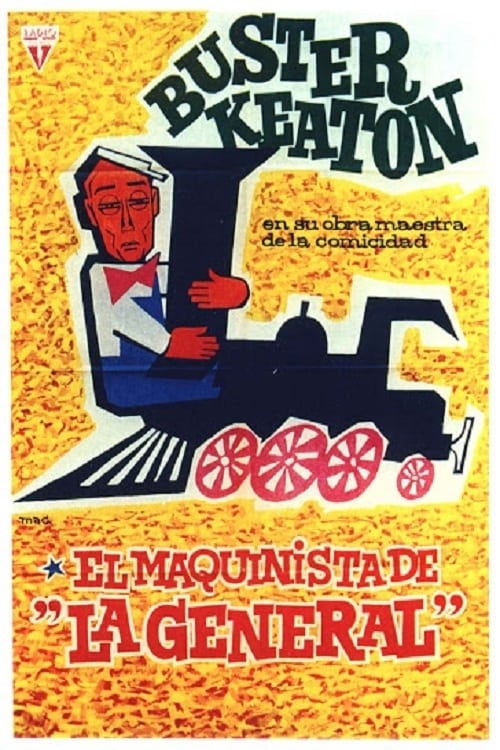 BUSTER
KEATON
en su obra maestra
de la comicidad
mac
EL MAQUINISTA DE
"LA GENERAL"